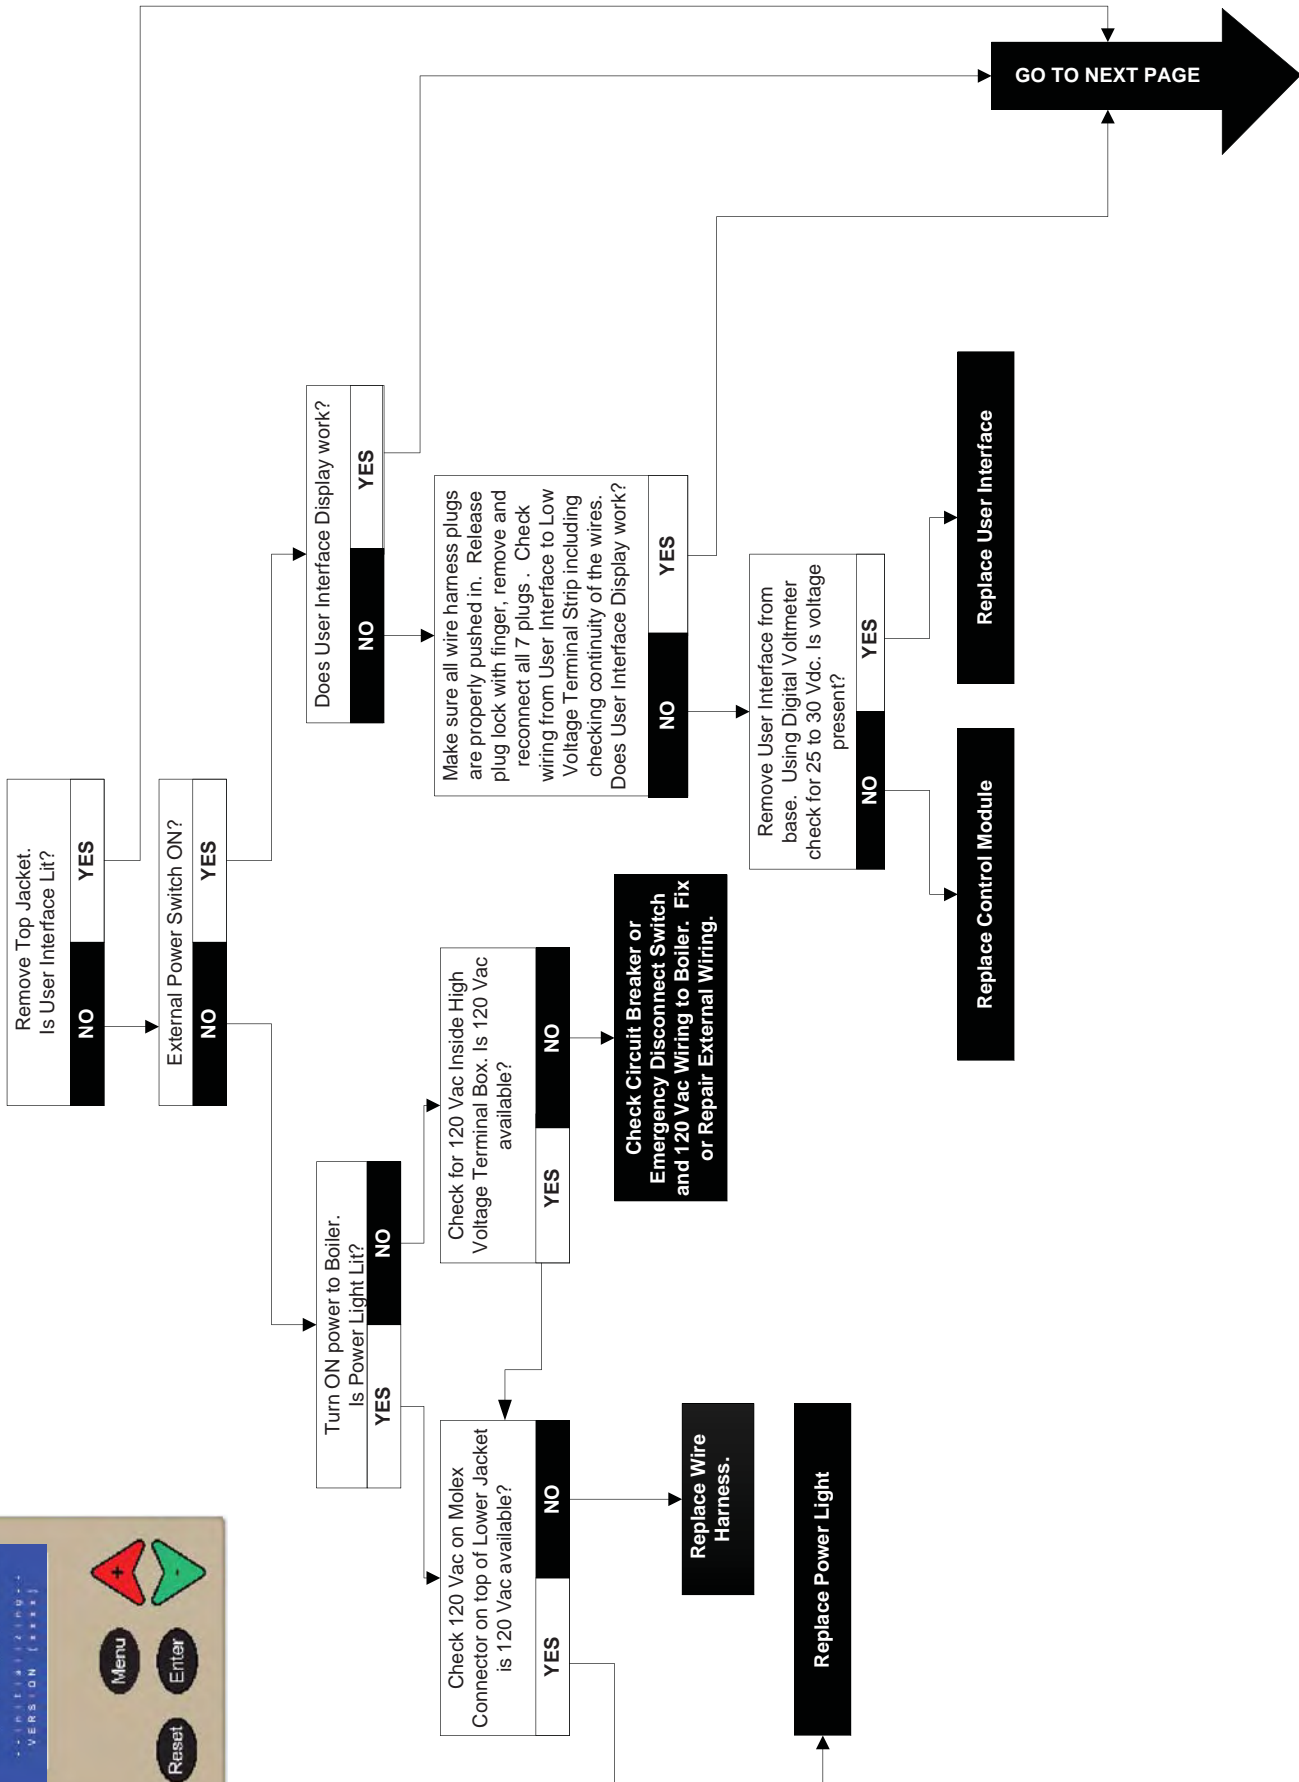 --initializing--
VERSION [xxxx]
Menu
Reset
Enter
+
-
Remove Top Jacket.
Is User Interface Lit?
NO
YES
External Power Switch ON?
NO
YES
Turn ON power to Boiler.
Is Power Light Lit?
YES
NO
Does User Interface Display work?
NO
YES
Check 120 Vac on Molex
Connector on top of Lower Jacket
is 120 Vac available?
YES
NO
Check for 120 Vac Inside High
Voltage Terminal Box. Is 120 Vac
available?
YES
NO
Make sure all wire harness plugs
are properly pushed in. Release
plug lock with finger, remove and
reconnect all 7 plugs . Check
wiring from User Interface to Low
Voltage Terminal Strip including
checking continuity of the wires.
Does User Interface Display work?
NO
YES
Replace Wire
Harness.
Check Circuit Breaker or
Emergency Disconnect Switch
and 120 Vac Wiring to Boiler. Fix
or Repair External Wiring.
Remove User Interface from
base. Using Digital Voltmeter
check for 25 to 30 Vdc. Is voltage
present?
NO
YES
Replace Power Light
Replace Control Module
Replace User Interface
GO TO NEXT PAGE